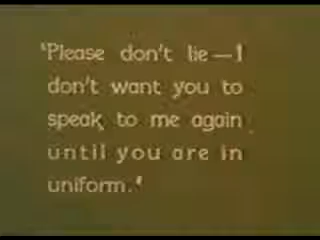 "Please don't lie—I
don't want you to
speak to me again
until you are in
uniform."